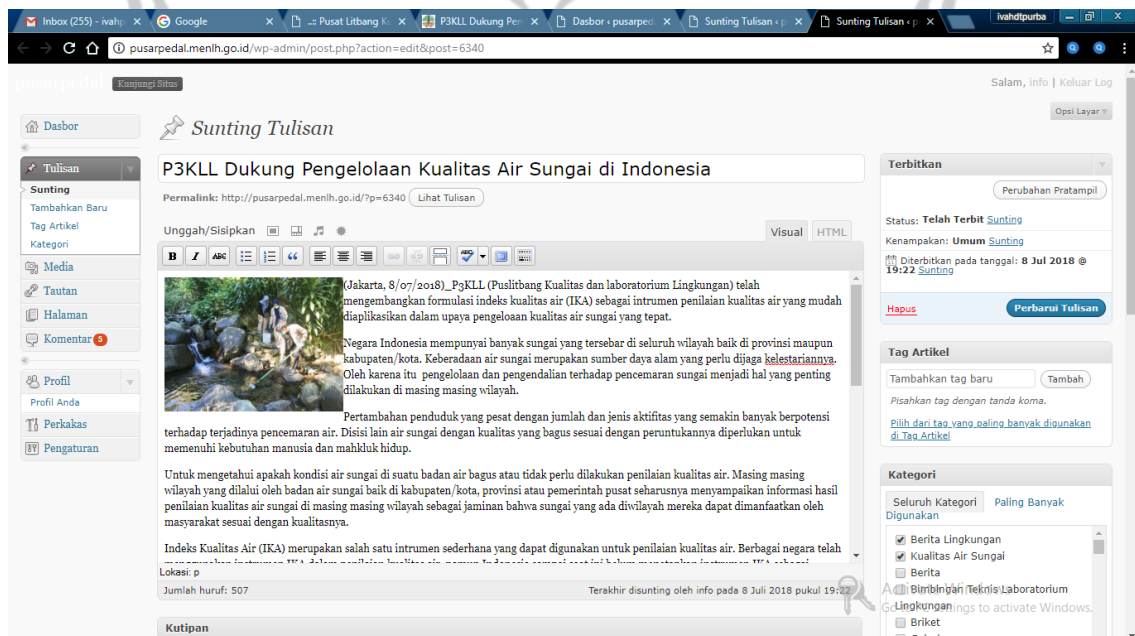 Inbox (255) - ivahp
Google
..:: Pusat Litbang Ku
P3KLL Dukung Pen
Dasbor ‹ pusarpeda
Sunting Tulisan ‹ p
Sunting Tulisan ‹ p
ivahdtpurba
pusarpedal.menlh.go.id/wp-admin/post.php?action=edit&post=6340
pusarpedal
Kunjungi Situs
Salam, info | Keluar Log
Opsi Layar
Dasbor
Tulisan
Sunting
Tambahkan Baru
Tag Artikel
Kategori
Media
Tautan
Halaman
Komentar 5
Profil
Profil Anda
Perkakas
Pengaturan
Sunting Tulisan
P3KLL Dukung Pengelolaan Kualitas Air Sungai di Indonesia
Permalink: http://pusarpedal.menlh.go.id/?p=6340 Lihat Tulisan
Unggah/Sisipkan
Visual HTML
B I ABC
ABC
(Jakarta, 8/07/2018)_P3KLL (Puslitbang Kualitas dan laboratorium Lingkungan) telah
mengembangkan formulasi indeks kualitas air (IKA) sebagai intrumen penilaian kualitas air yang mudah
diaplikasikan dalam upaya pengeloaan kualitas air sungai yang tepat.
Negara Indonesia mempunyai banyak sungai yang tersebar di seluruh wilayah baik di provinsi maupun
kabupaten/kota. Keberadaan air sungai merupakan sumber daya alam yang perlu dijaga kelestariannya.
Oleh karena itu pengelolaan dan pengendalian terhadap pencemaran sungai menjadi hal yang penting
dilakukan di masing masing wilayah.
Pertambahan penduduk yang pesat dengan jumlah dan jenis aktifitas yang semakin banyak berpotensi
terhadap terjadinya pencemaran air. Disisi lain air sungai dengan kualitas yang bagus sesuai dengan peruntukannya diperlukan untuk
memenuhi kebutuhan manusia dan mahkluk hidup.
Untuk mengetahui apakah kondisi air sungai di suatu badan air bagus atau tidak perlu dilakukan penilaian kualitas air. Masing masing
wilayah yang dilalui oleh badan air sungai baik di kabupaten/kota, provinsi atau pemerintah pusat seharusnya menyampaikan informasi hasil
penilaian kualitas air sungai di masing masing wilayah sebagai jaminan bahwa sungai yang ada diwilayah mereka dapat dimanfaatkan oleh
masyarakat sesuai dengan kualitasnya.
Indeks Kualitas Air (IKA) merupakan salah satu intrumen sederhana yang dapat digunakan untuk penilaian kualitas air. Berbagai negara telah
Lokasi: p
Jumlah huruf: 507
Terakhir disunting oleh info pada 8 Juli 2018 pukul 19:22
Kutipan
Terbitkan
Perubahan Pratampil
Status: Telah Terbit Sunting
Kenampakan: Umum Sunting
Diterbitkan pada tanggal: 8 Jul 2018 @
19:22 Sunting
Hapus
Perbarui Tulisan
Tag Artikel
Tambahkan tag baru
Tambah
Pisahkan tag dengan tanda koma.
Pilih dari tag yang paling banyak digunakan
di Tag Artikel
Kategori
Seluruh Kategori Paling Banyak
Digunakan
Berita Lingkungan
Kualitas Air Sungai
Berita
Bimbingan Teknis Laboratorium
Lingkungan
Briket
Activate Windows
Go to PC settings to activate Windows.